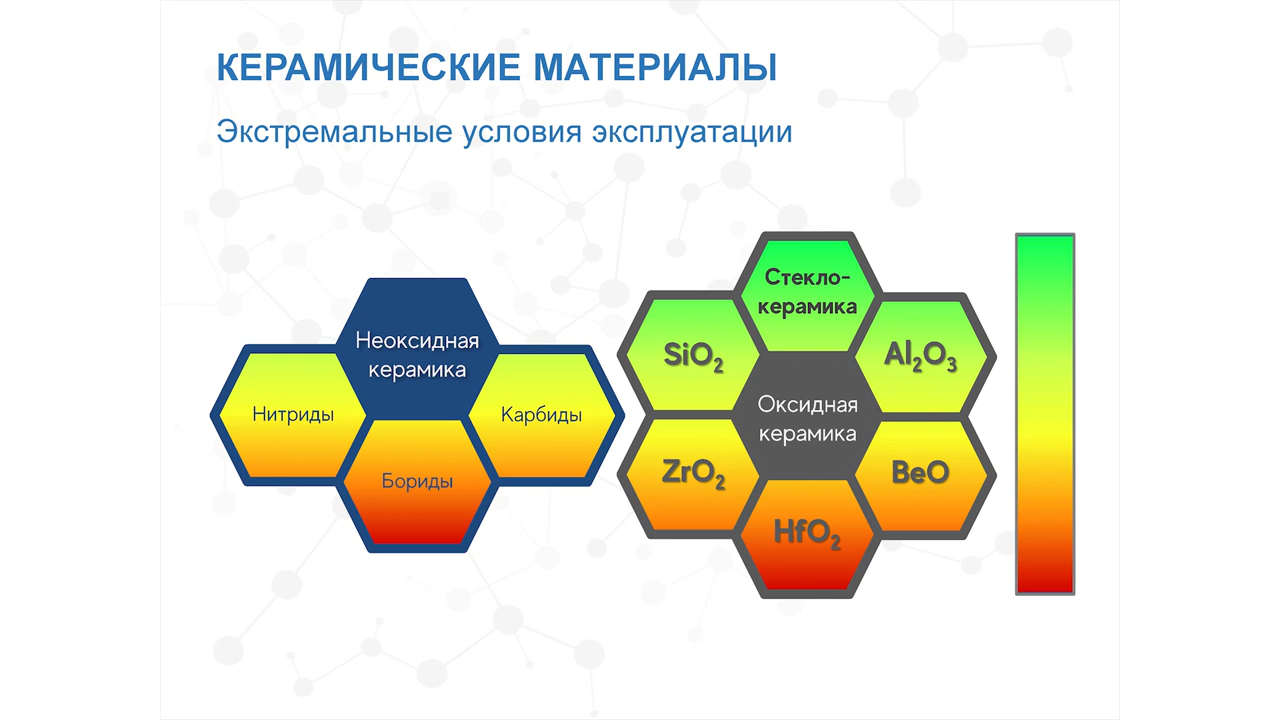 КЕРАМИЧЕСКИЕ МАТЕРИАЛЫ
Экстремальные условия эксплуатации
Неоксидная
керамика
Нитриды
Карбиды
Бориды
Стекло-
керамика
SiO₂
Al₂O₃
Оксидная
керамика
ZrO₂
BeO
HfO₂